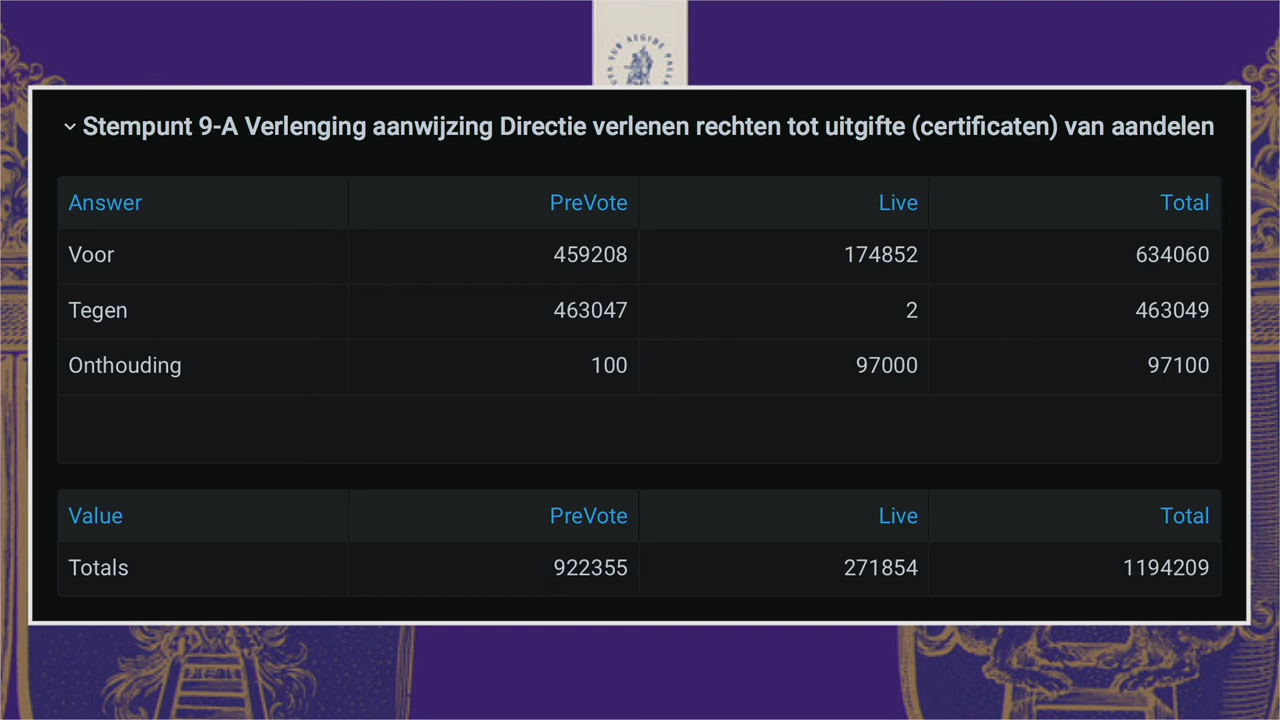 Stempunt 9-A Verlenging aanwijzing Directie verlenen rechten tot uitgifte (certificaten) van aandelen
Answer PreVote Live Total
Voor 459208 174852 634060
Tegen 463047 2 463049
Onthouding 100 97000 97100
Value PreVote Live Total
Totals 922355 271854 1194209